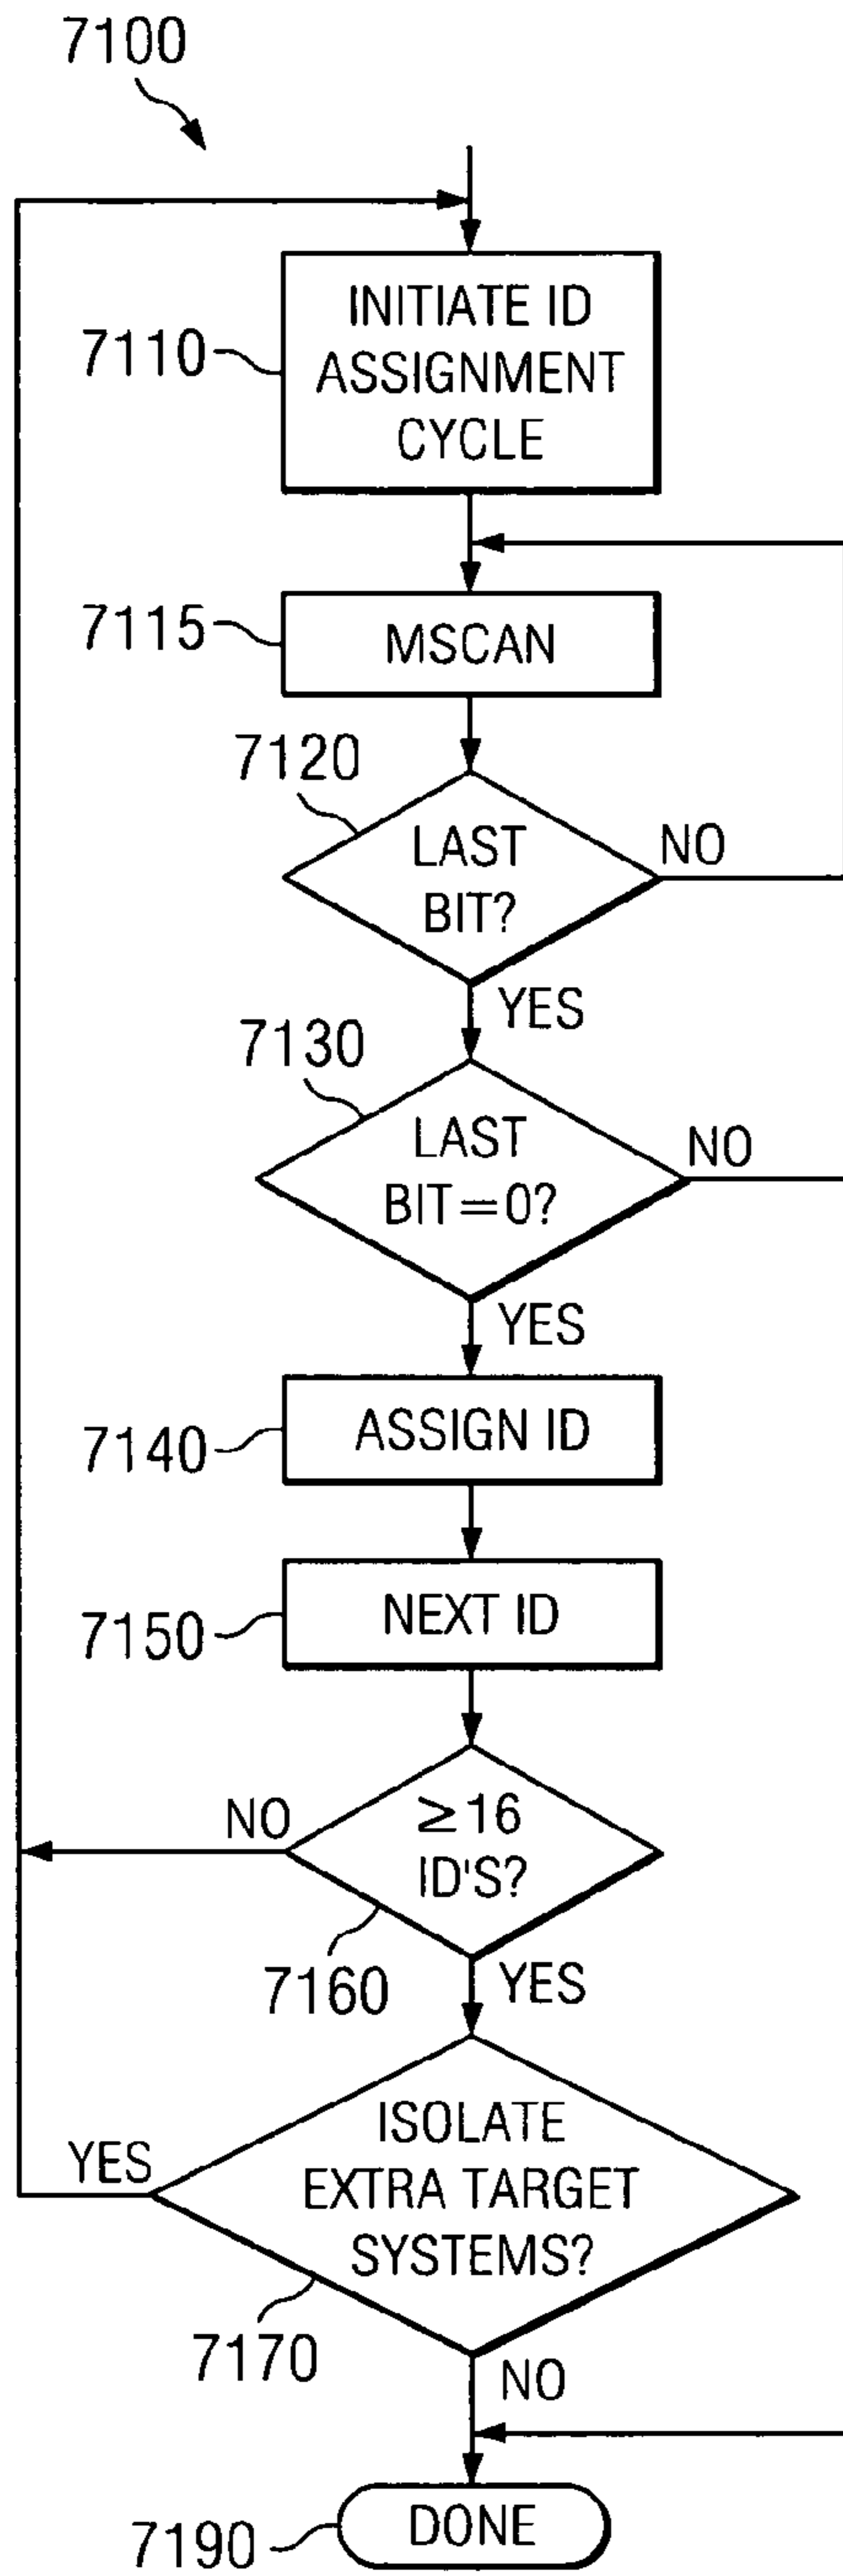 7100
INITIATE ID
ASSIGNMENT
CYCLE
7110
7115
MSCAN
7120
LAST
BIT?
NO
YES
7130
LAST
BIT=0?
NO
YES
7140
ASSIGN ID
7150
NEXT ID
≥16
ID'S?
NO
7160
YES
ISOLATE
EXTRA TARGET
SYSTEMS?
YES
7170
NO
7190
DONE